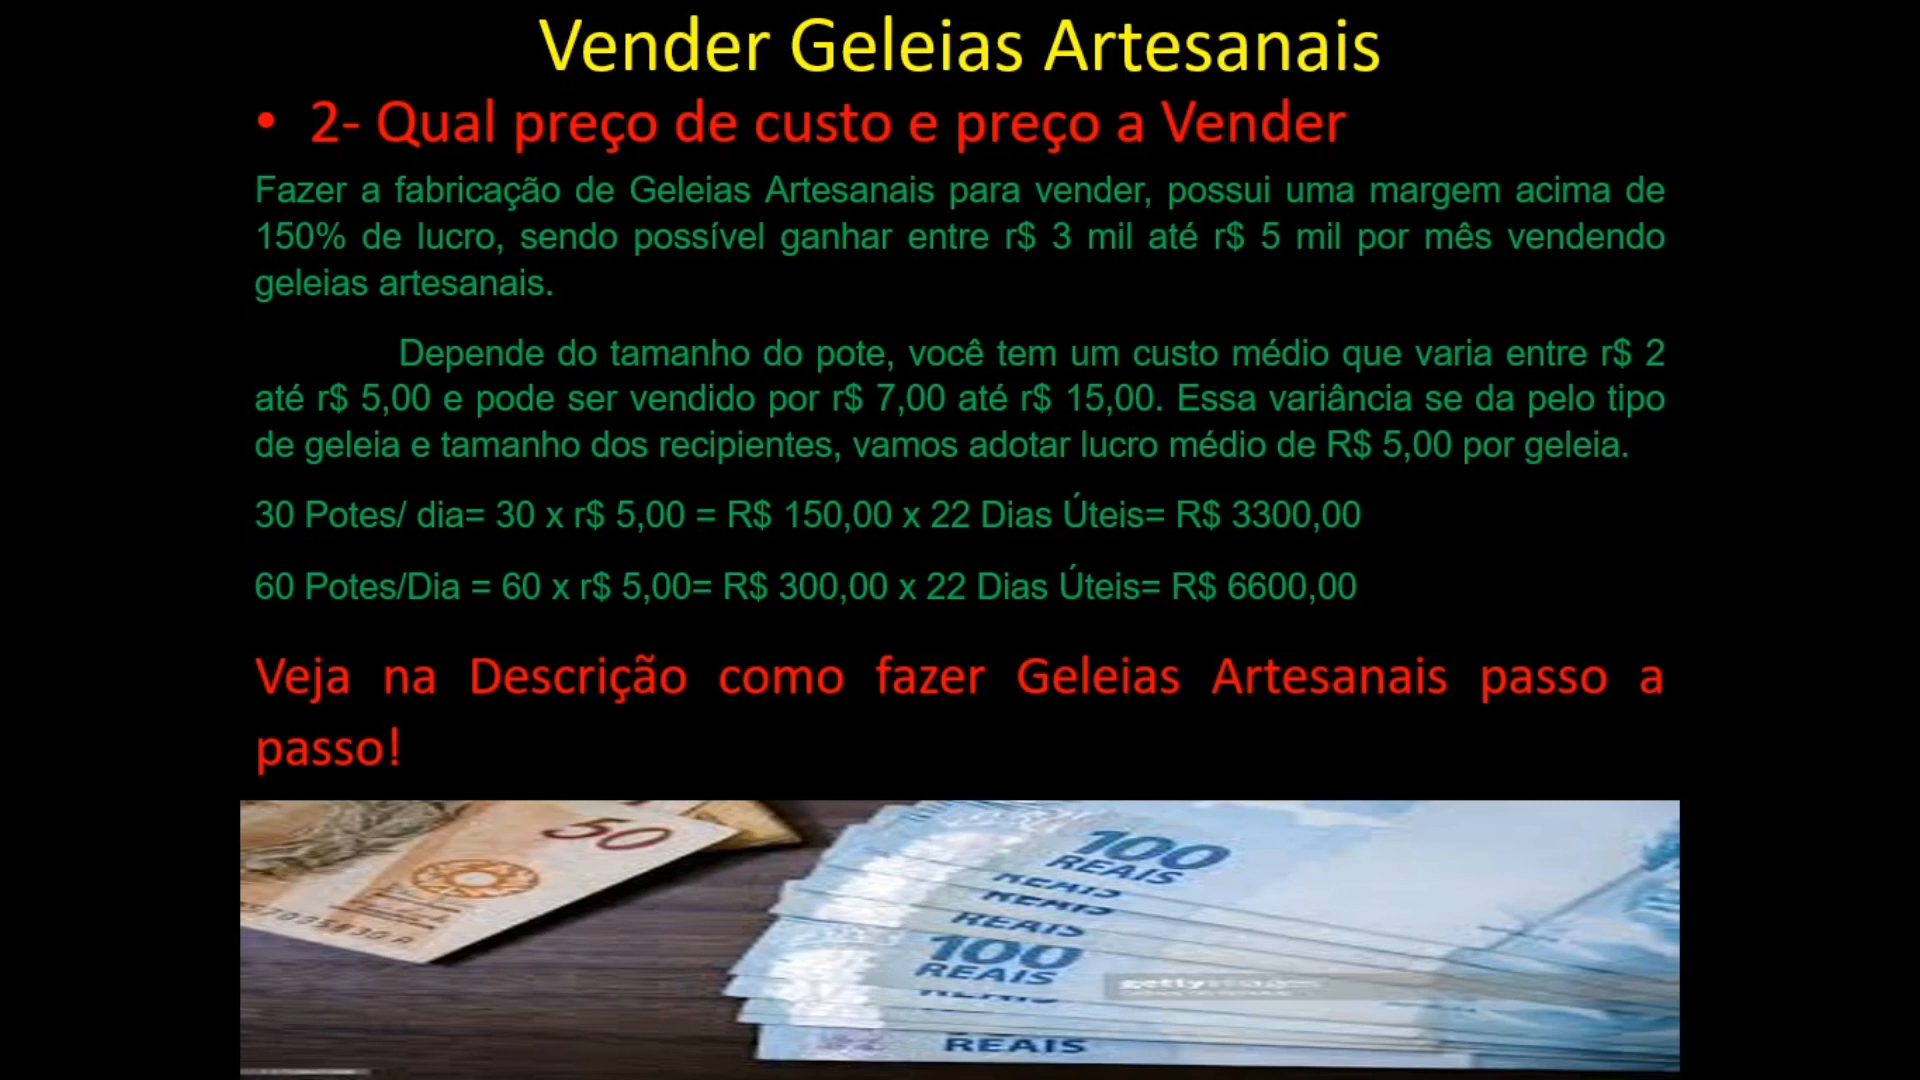 Vender Geleias Artesanais
• 2- Qual preço de custo e preço a Vender
Fazer a fabricação de Geleias Artesanais para vender, possui uma margem acima de
150% de lucro, sendo possível ganhar entre r$ 3 mil até r$ 5 mil por mês vendendo
geleias artesanais.
Depende do tamanho do pote, você tem um custo médio que varia entre r$ 2
até r$ 5,00 e pode ser vendido por r$ 7,00 até r$ 15,00. Essa variância se da pelo tipo
de geleia e tamanho dos recipientes, vamos adotar lucro médio de R$ 5,00 por geleia.
30 Potes/ dia= 30 x r$ 5,00 = R$ 150,00 x 22 Dias Úteis= R$ 3300,00
60 Potes/Dia = 60 x r$ 5,00= R$ 300,00 x 22 Dias Úteis= R$ 6600,00
Veja na Descrição como fazer Geleias Artesanais passo a
passo!
50
100
REAIS
REAIS
REAIS
REAIS
100
REAIS
REAIS
gettyimages